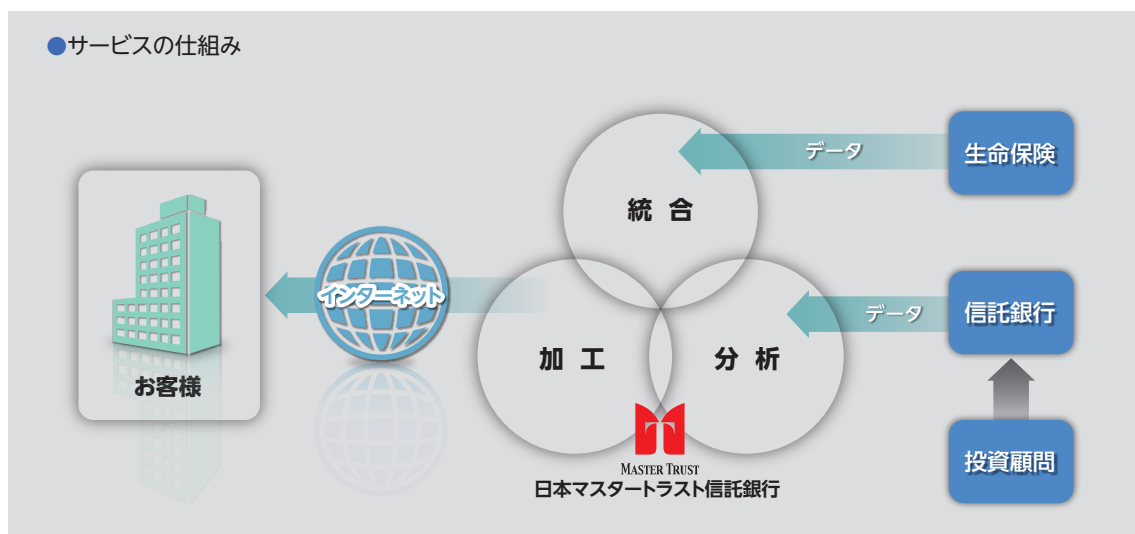 ●サービスの仕組み
データ
生命保険
統 合
インターネット
データ
信託銀行
加 工
分 析
お客様
投資顧問
MASTER TRUST
日本マスタートラスト信託銀行